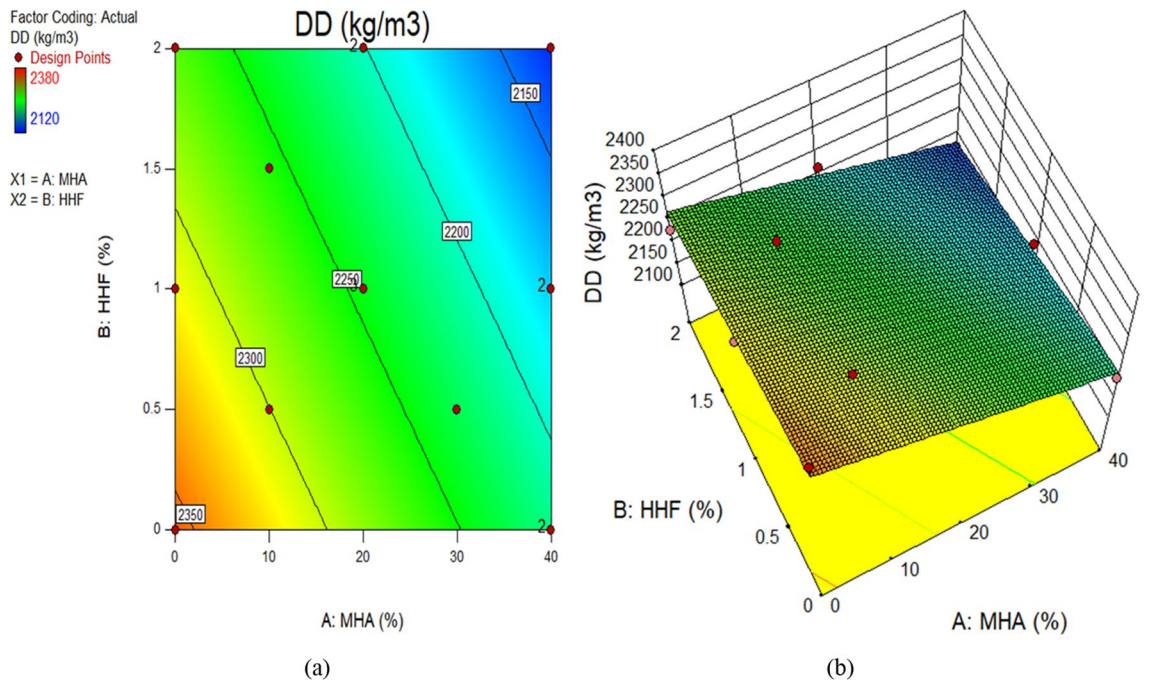 Factor Coding: Actual
DD (kg/m3)
Design Points
2380
2120
X1 = A: MHA
X2 = B: HHF
DD (kg/m3)
2
2150
2200
2
2250
2300
2350
2
2
1.5
1
0.5
0
B: HHF (%)
0 10 20 30 40
A: MHA (%)
(a)
2400
2350
2300
2250
2200
2150
2100
DD (kg/m3)
2
1.5
1
0.5
0
B: HHF (%)
0
10
20
30
40
A: MHA (%)
(b)